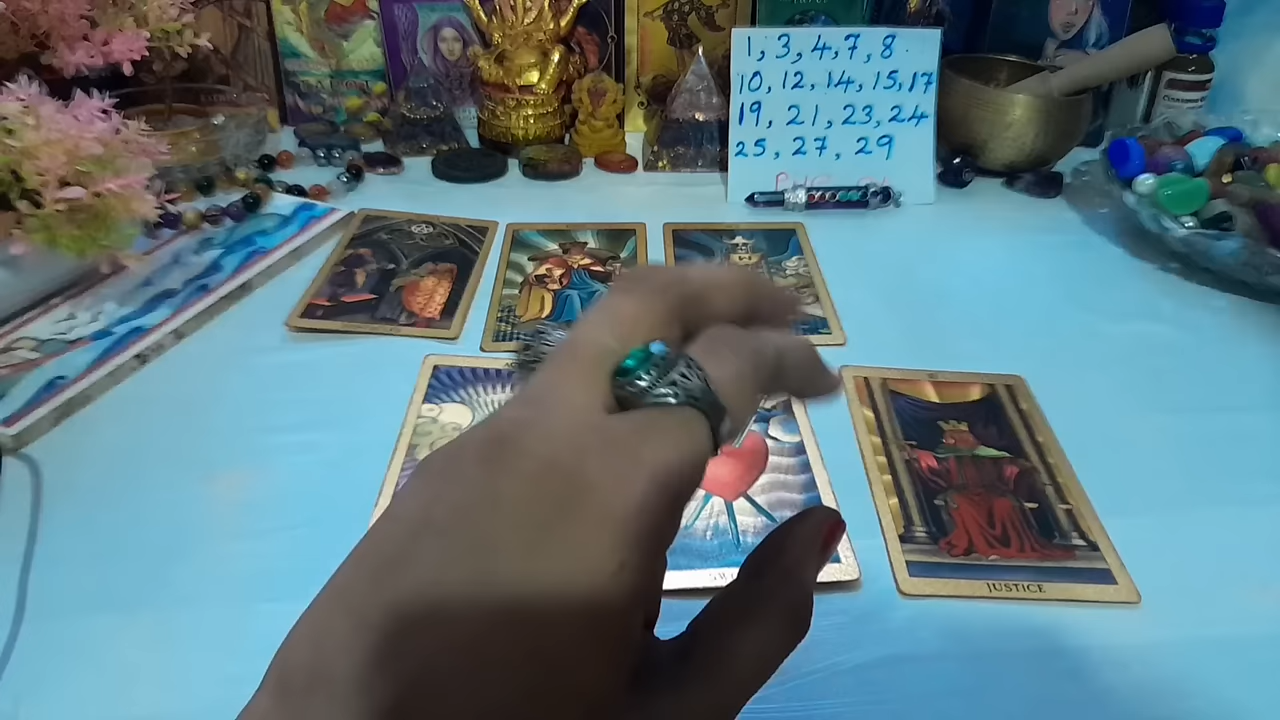 1, 3, 4, 7, 8
10, 12, 14, 15, 17
19, 21, 23, 24
25, 27, 29
JUSTICE